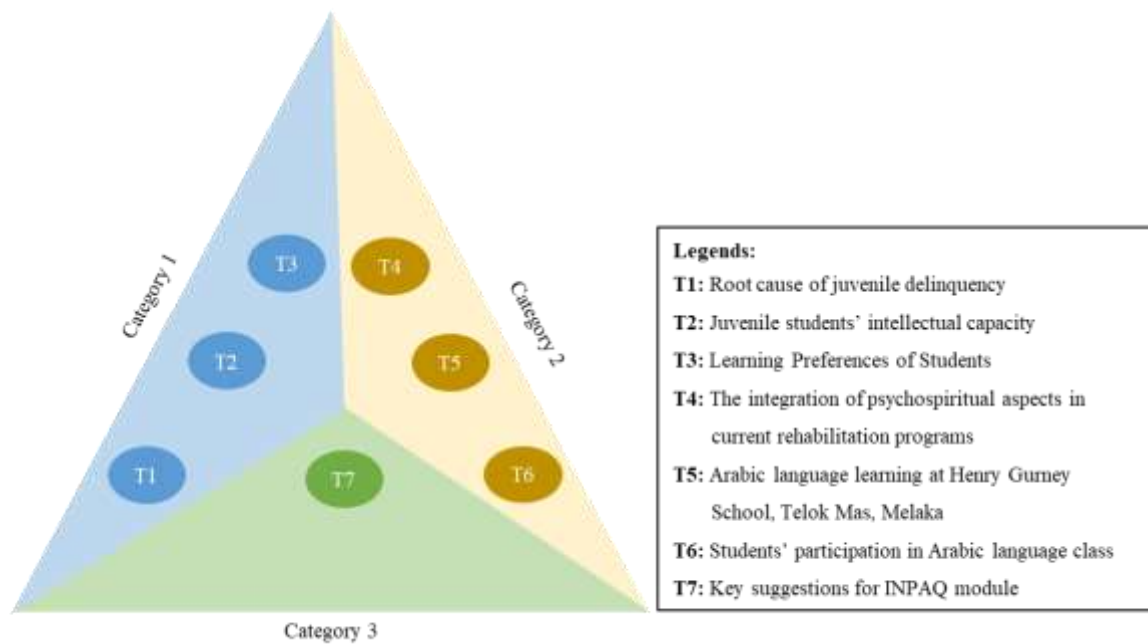 T3
T4
Category 1
Category 2
T2
T5
T1
T7
T6
Category 3
Legends:
T1: Root cause of juvenile delinquency
T2: Juvenile students’ intellectual capacity
T3: Learning Preferences of Students
T4: The integration of psychospiritual aspects in
current rehabilitation programs
T5: Arabic language learning at Henry Gurney
School, Telok Mas, Melaka
T6: Students’ participation in Arabic language class
T7: Key suggestions for INPAQ module